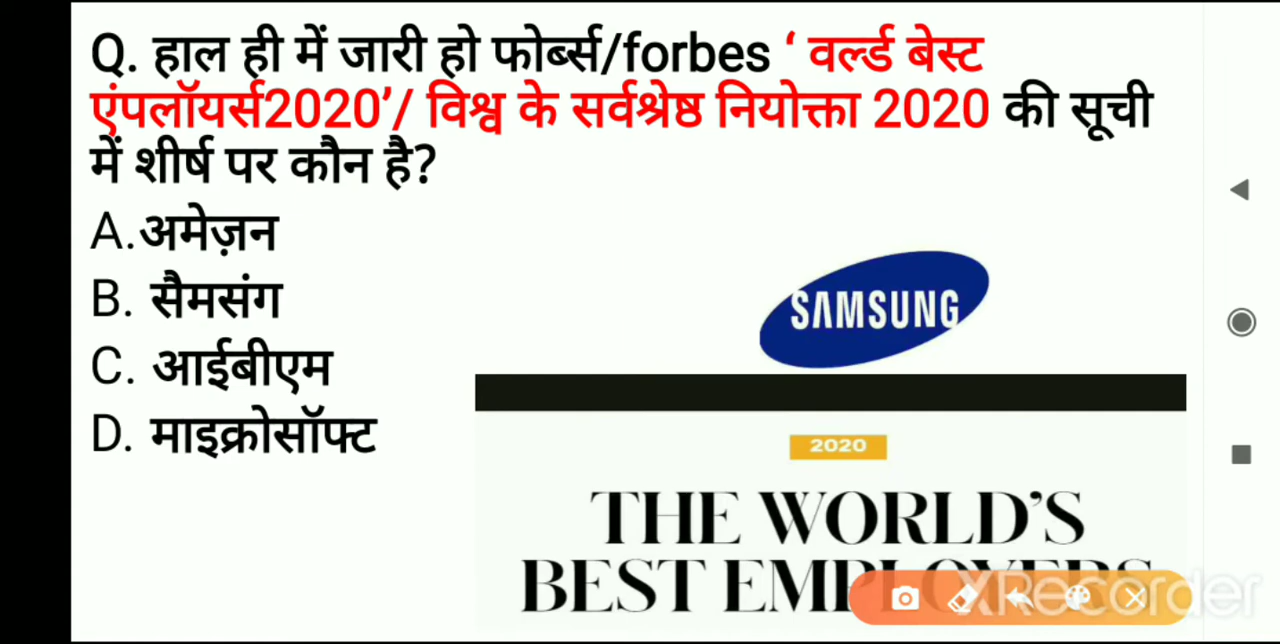 Q. हाल ही में जारी हो फोर्ब्स/forbes ‘ वर्ल्ड बेस्ट
एंपलॉयर्स2020’/ विश्व के सर्वश्रेष्ठ नियोक्ता 2020 की सूची
में शीर्ष पर कौन है?
A.अमेज़न
B. सैमसंग
C. आईबीएम
D. माइक्रोसॉफ्ट
SAMSUNG
2020
THE WORLD’S
BEST EMPLOYERS
XRecorder